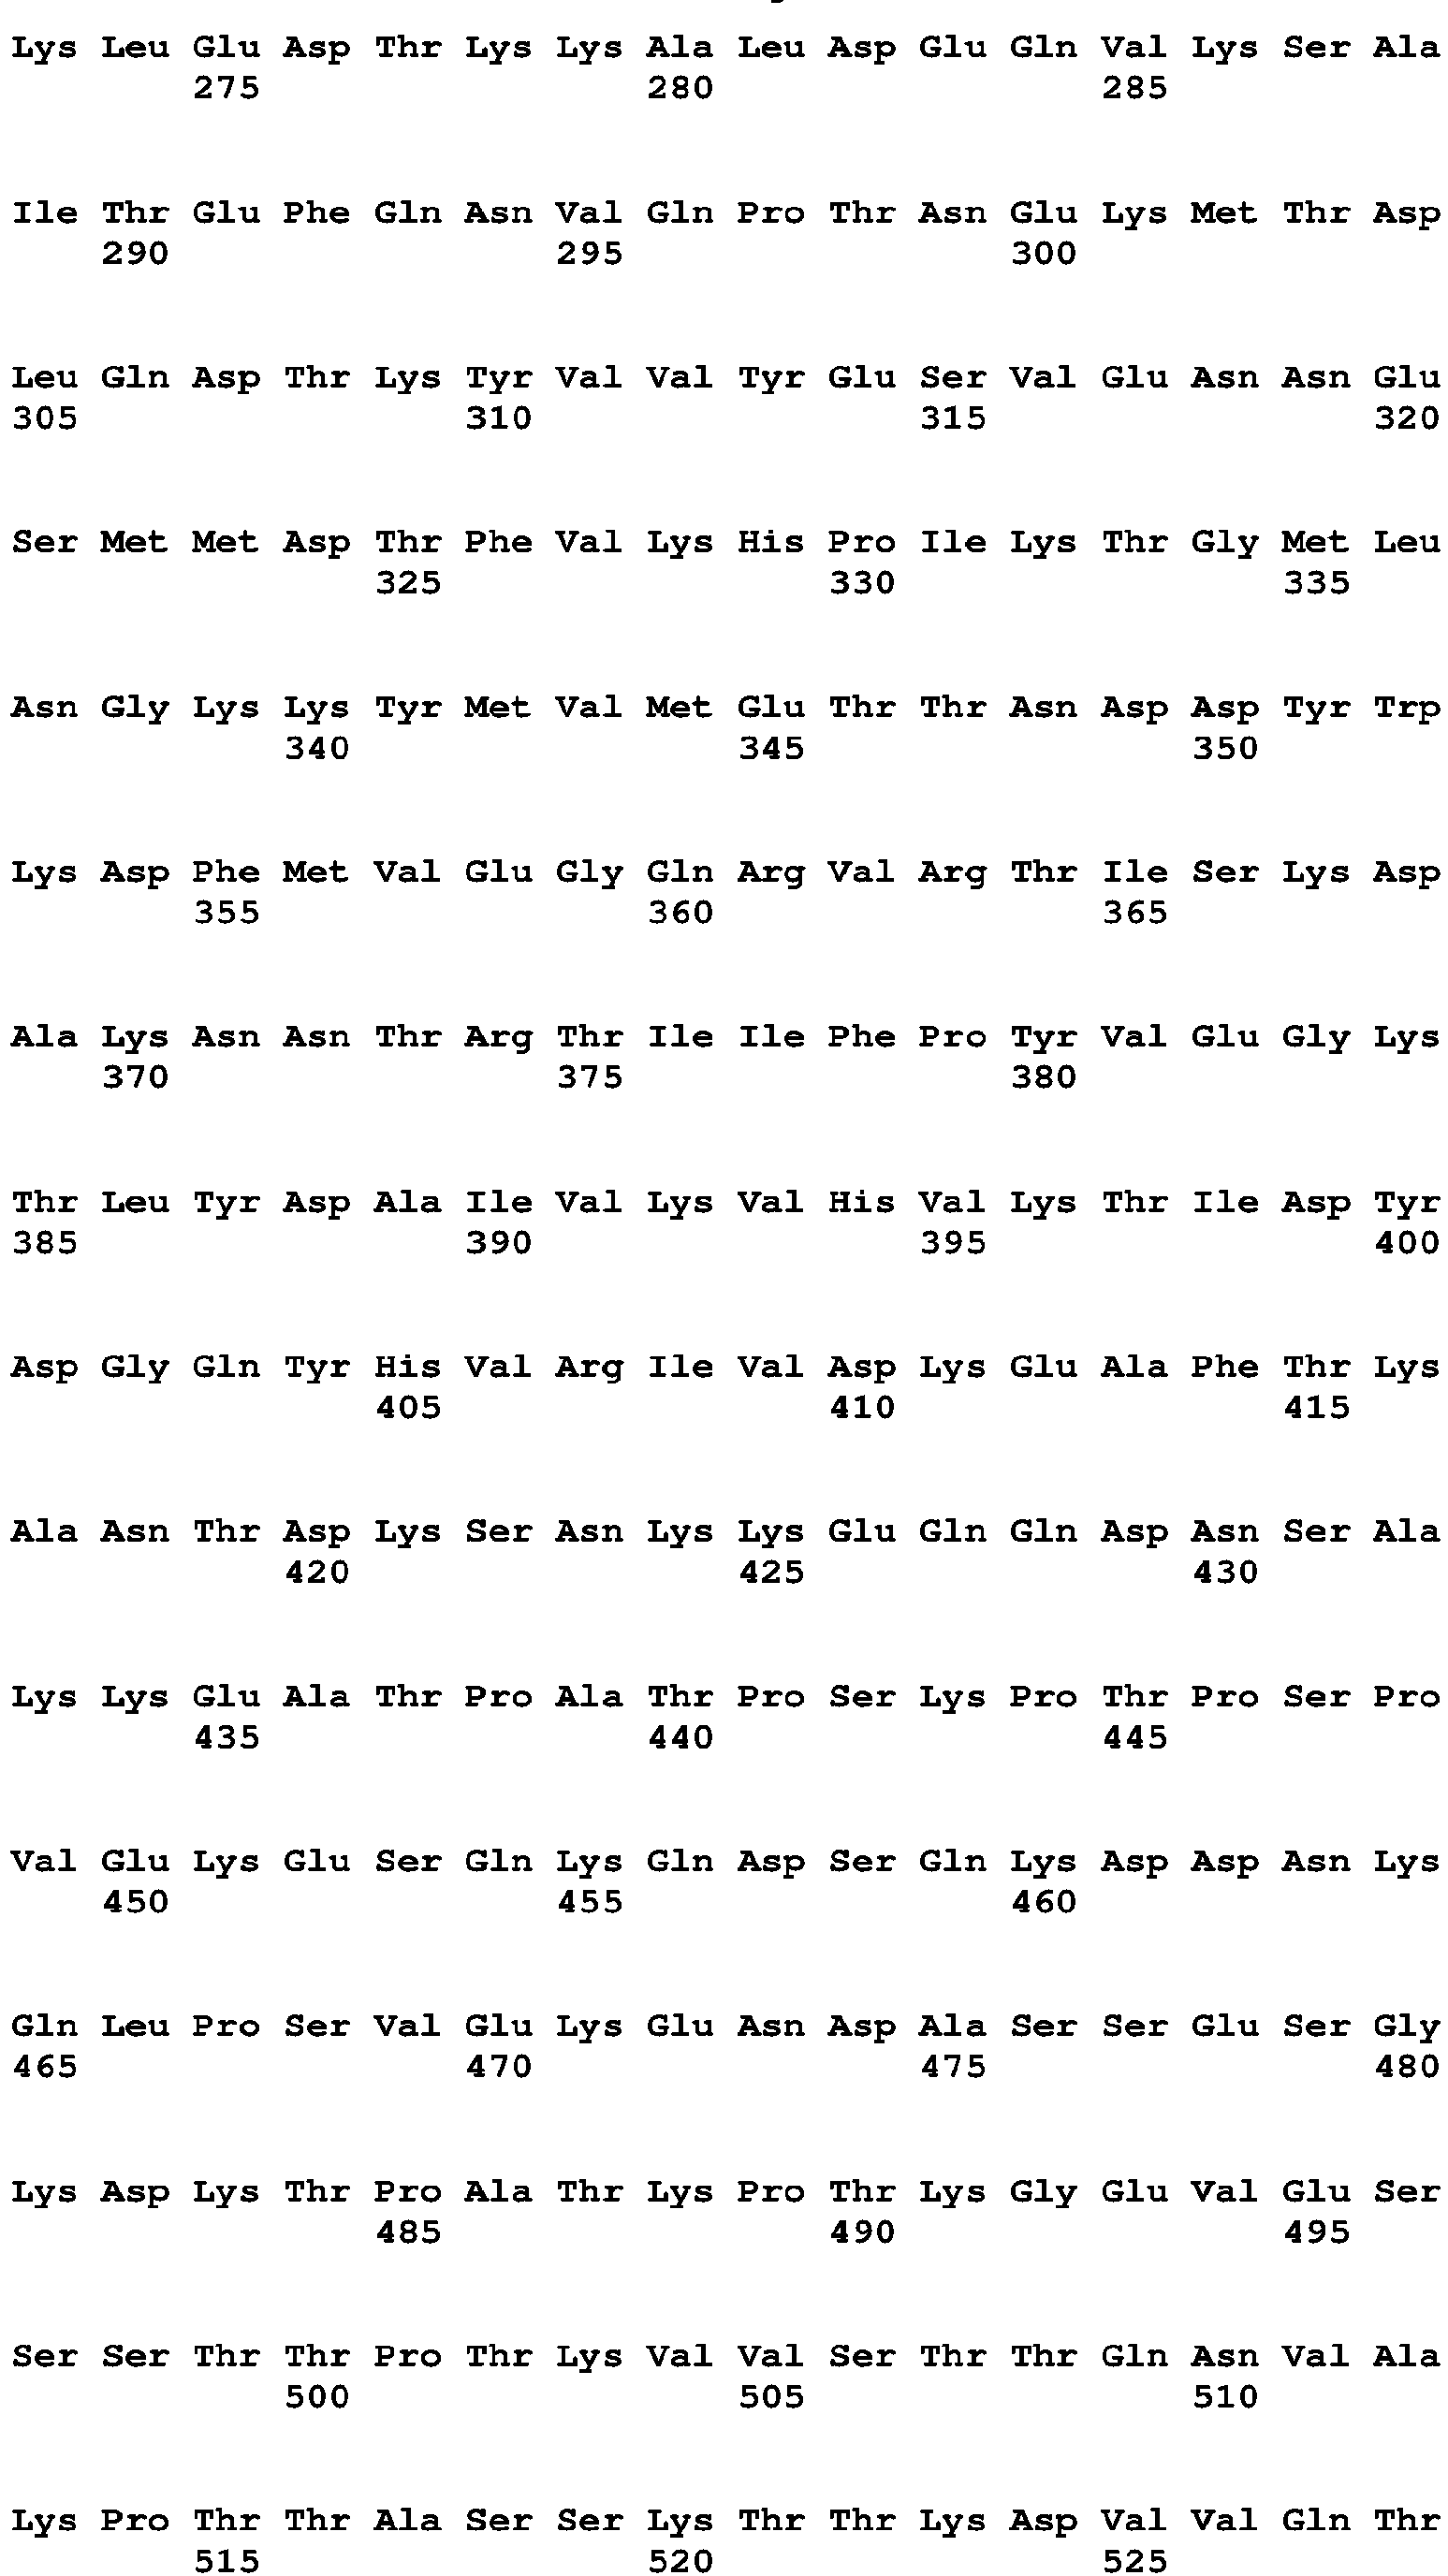 Lys Leu Glu Asp Thr Lys Lys Ala Leu Asp Glu Gln Val Lys Ser Ala
275 280 285
Ile Thr Glu Phe Gln Asn Val Gln Pro Thr Asn Glu Lys Met Thr Asp
290 295 300
Leu Gln Asp Thr Lys Tyr Val Val Tyr Glu Ser Val Glu Asn Asn Glu
305 310 315 320
Ser Met Met Asp Thr Phe Val Lys His Pro Ile Lys Thr Gly Met Leu
325 330 335
Asn Gly Lys Lys Tyr Met Val Met Glu Thr Thr Asn Asp Asp Tyr Trp
340 345 350
Lys Asp Phe Met Val Glu Gly Gln Arg Val Arg Thr Ile Ser Lys Asp
355 360 365
Ala Lys Asn Asn Thr Arg Thr Ile Ile Phe Pro Tyr Val Glu Gly Lys
370 375 380
Thr Leu Tyr Asp Ala Ile Val Lys Val His Val Lys Thr Ile Asp Tyr
385 390 395 400
Asp Gly Gln Tyr His Val Arg Ile Val Asp Lys Glu Ala Phe Thr Lys
405 410 415
Ala Asn Thr Asp Lys Ser Asn Lys Lys Glu Gln Gln Asp Asn Ser Ala
420 425 430
Lys Lys Glu Ala Thr Pro Ala Thr Pro Ser Lys Pro Thr Pro Ser Pro
435 440 445
Val Glu Lys Glu Ser Gln Lys Gln Asp Ser Gln Lys Asp Asp Asn Lys
450 455 460
Gln Leu Pro Ser Val Glu Lys Glu Asn Asp Ala Ser Ser Glu Ser Gly
465 470 475 480
Lys Asp Lys Thr Pro Ala Thr Lys Pro Thr Lys Gly Glu Val Glu Ser
485 490 495
Ser Ser Thr Thr Pro Thr Lys Val Val Ser Thr Thr Gln Asn Val Ala
500 505 510
Lys Pro Thr Thr Ala Ser Ser Lys Thr Thr Lys Asp Val Val Gln Thr
515 520 525